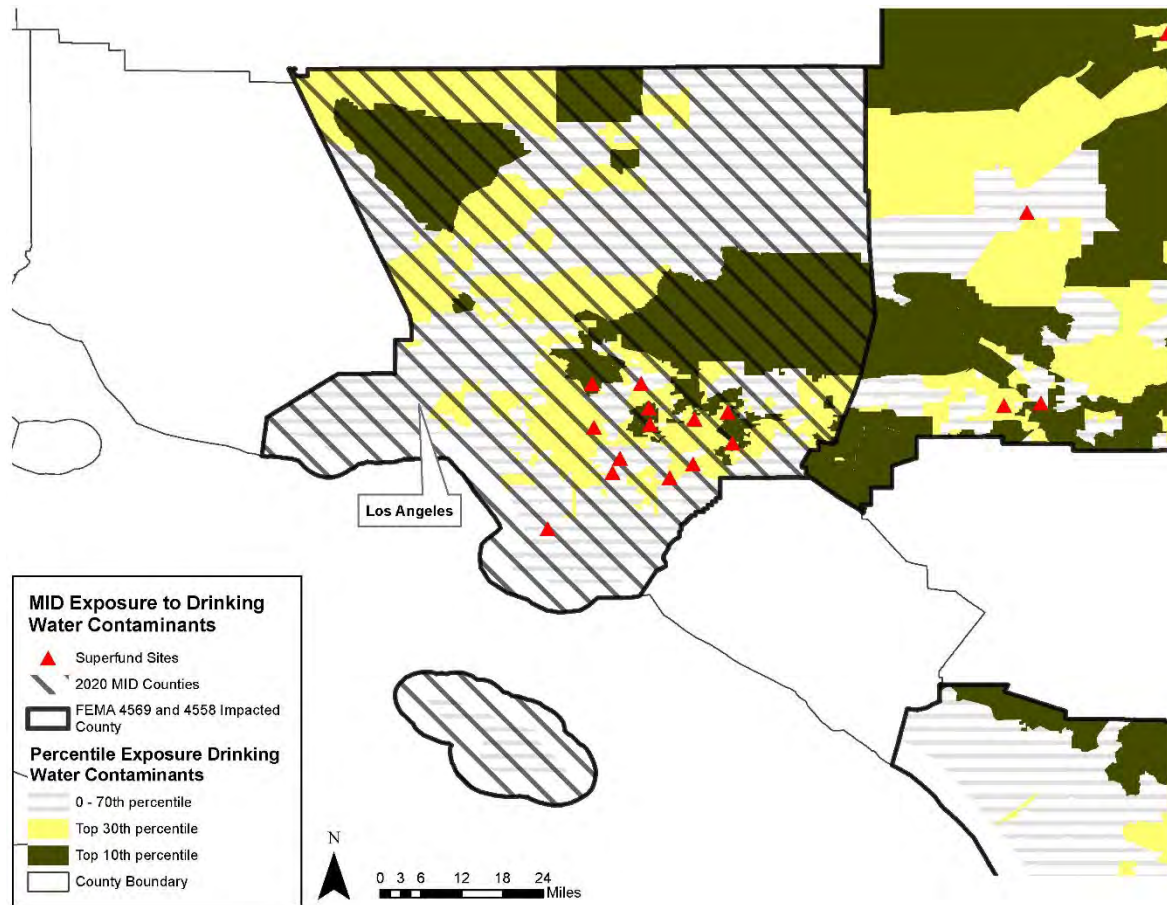 Los Angeles
MID Exposure to Drinking
Water Contaminants
Superfund Sites
2020 MID Counties
FEMA 4569 and 4558 Impacted
County
Percentile Exposure Drinking
Water Contaminants
0 - 70th percentile
Top 30th percentile
Top 10th percentile
County Boundary
N
0 3 6 12 18 24
Miles